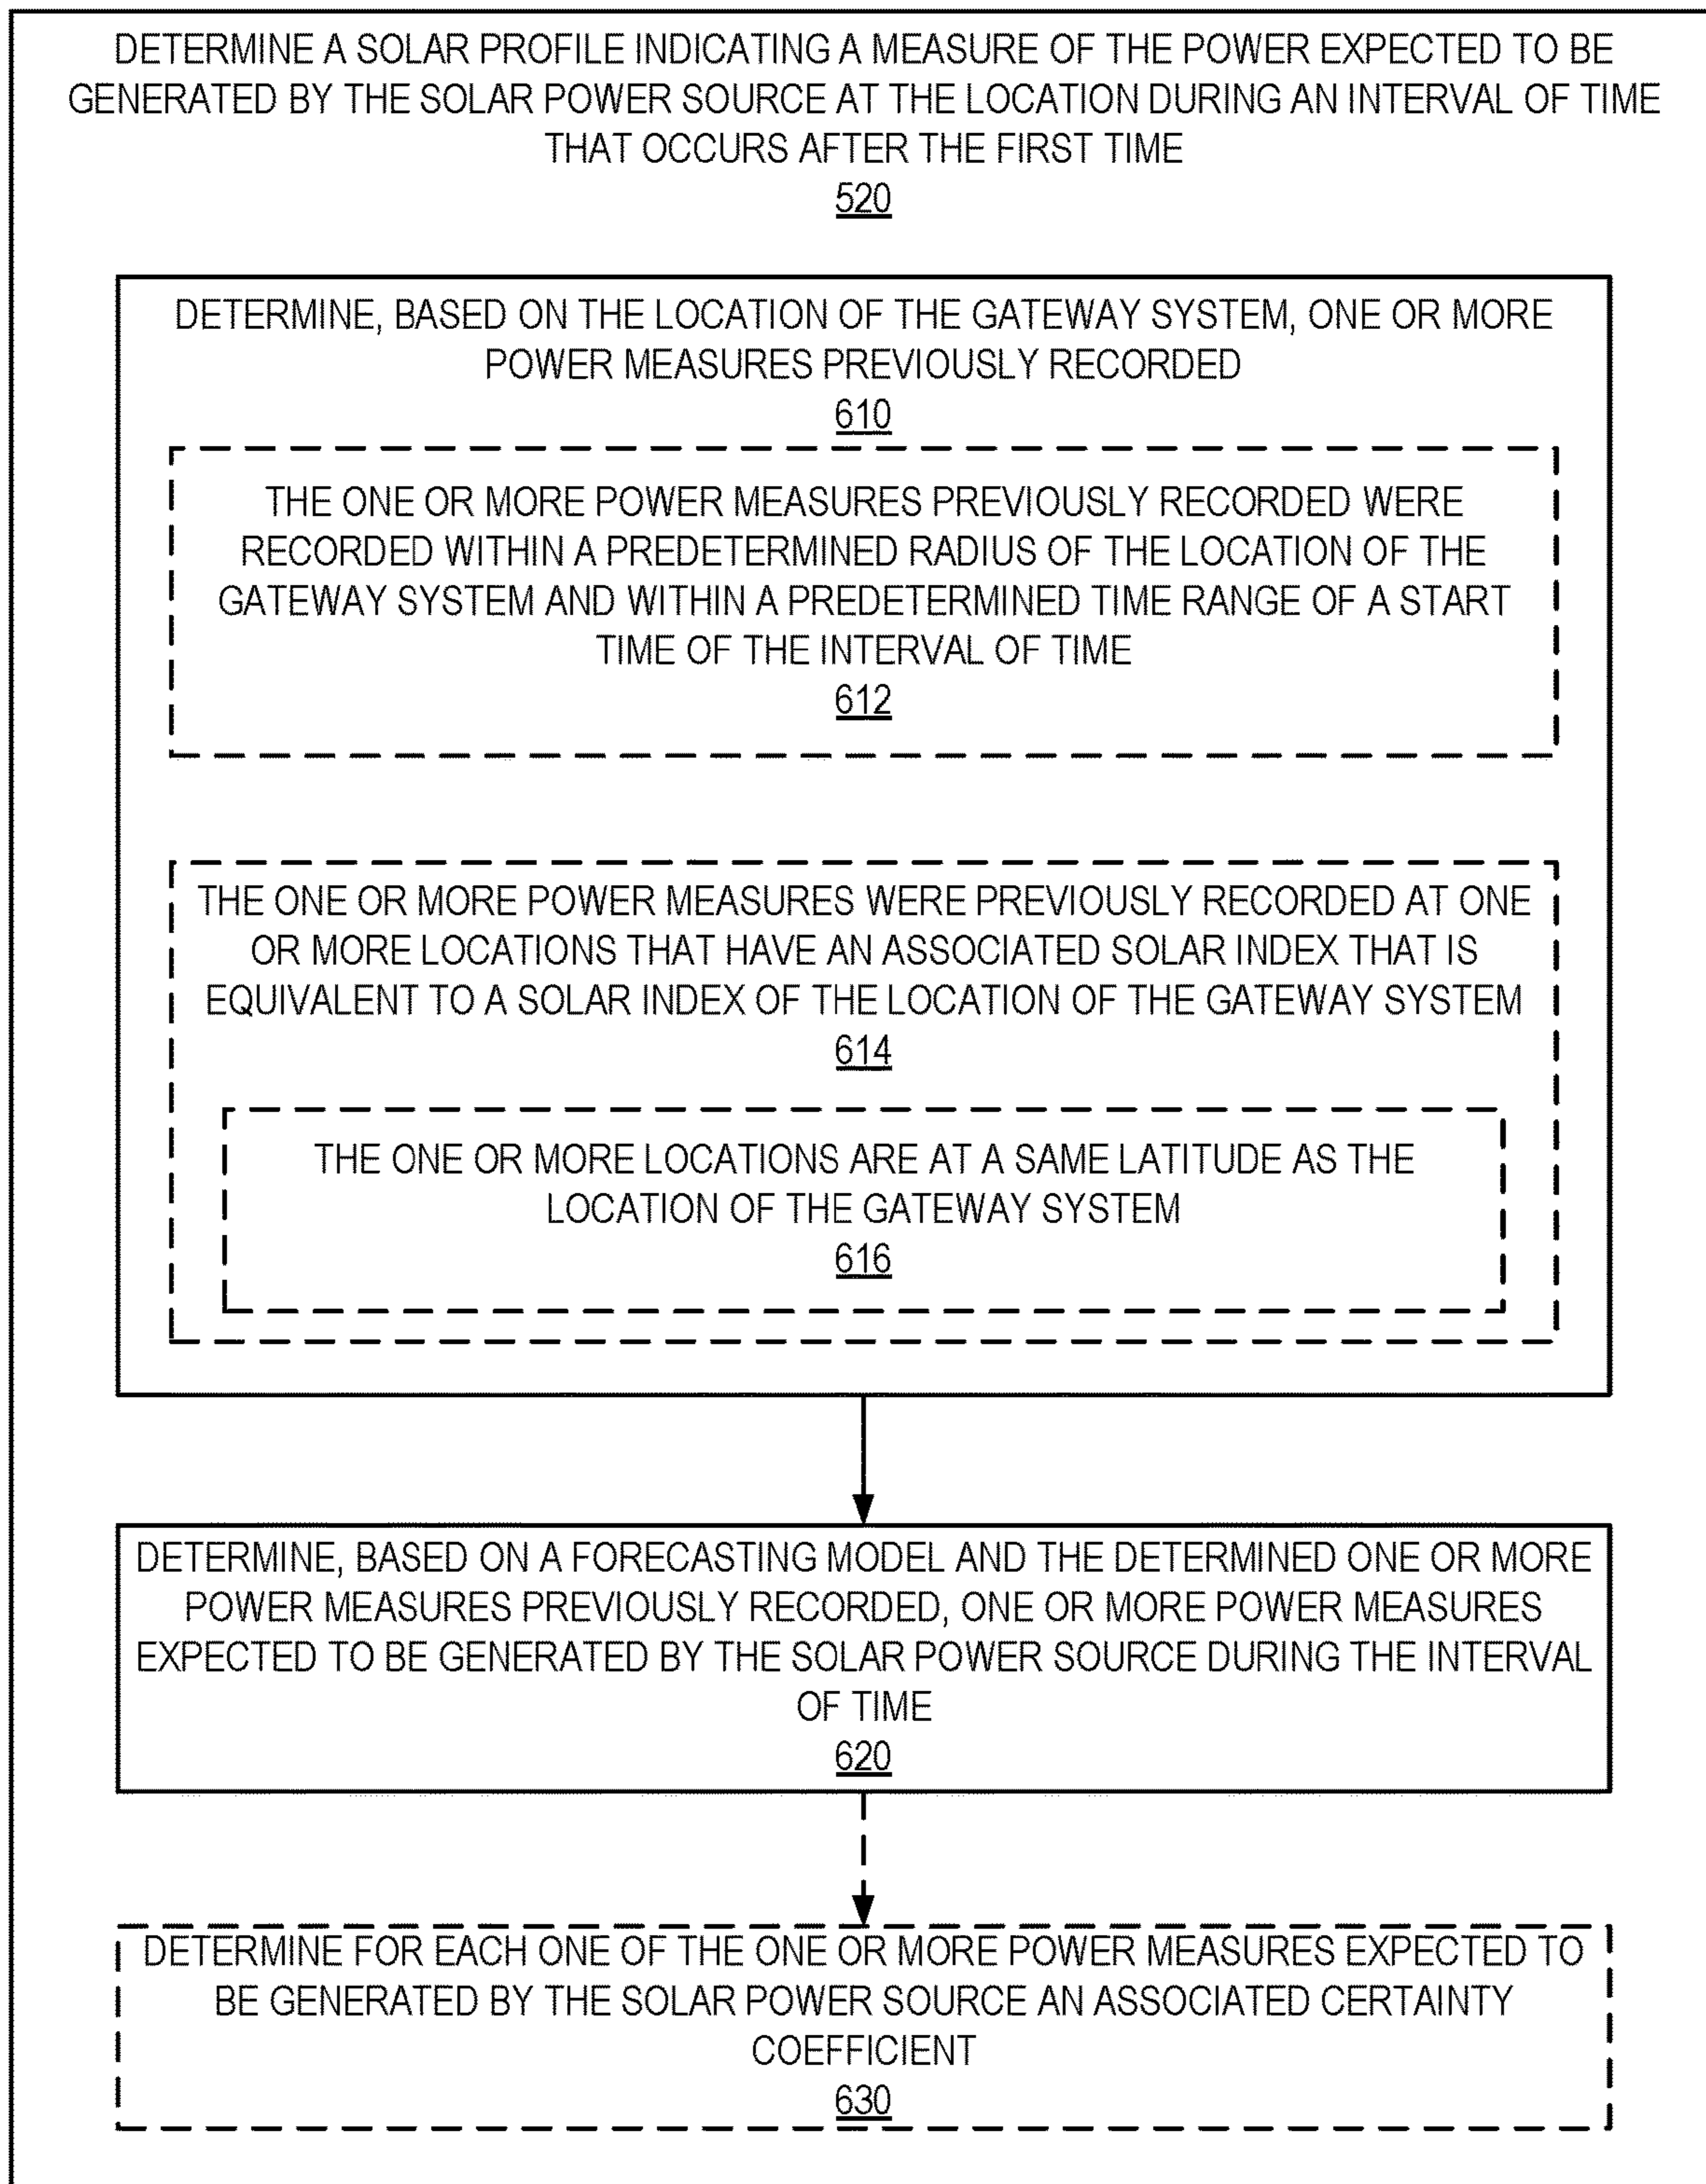 DETERMINE A SOLAR PROFILE INDICATING A MEASURE OF THE POWER EXPECTED TO BE
GENERATED BY THE SOLAR POWER SOURCE AT THE LOCATION DURING AN INTERVAL OF TIME
THAT OCCURS AFTER THE FIRST TIME
520
DETERMINE, BASED ON THE LOCATION OF THE GATEWAY SYSTEM, ONE OR MORE
POWER MEASURES PREVIOUSLY RECORDED
610
THE ONE OR MORE POWER MEASURES PREVIOUSLY RECORDED WERE
RECORDED WITHIN A PREDETERMINED RADIUS OF THE LOCATION OF THE
GATEWAY SYSTEM AND WITHIN A PREDETERMINED TIME RANGE OF A START
TIME OF THE INTERVAL OF TIME
612
THE ONE OR MORE POWER MEASURES WERE PREVIOUSLY RECORDED AT ONE
OR MORE LOCATIONS THAT HAVE AN ASSOCIATED SOLAR INDEX THAT IS
EQUIVALENT TO A SOLAR INDEX OF THE LOCATION OF THE GATEWAY SYSTEM
614
THE ONE OR MORE LOCATIONS ARE AT A SAME LATITUDE AS THE
LOCATION OF THE GATEWAY SYSTEM
616
DETERMINE, BASED ON A FORECASTING MODEL AND THE DETERMINED ONE OR MORE
POWER MEASURES PREVIOUSLY RECORDED, ONE OR MORE POWER MEASURES
EXPECTED TO BE GENERATED BY THE SOLAR POWER SOURCE DURING THE INTERVAL
OF TIME
620
DETERMINE FOR EACH ONE OF THE ONE OR MORE POWER MEASURES EXPECTED TO
BE GENERATED BY THE SOLAR POWER SOURCE AN ASSOCIATED CERTAINTY
COEFFICIENT
630